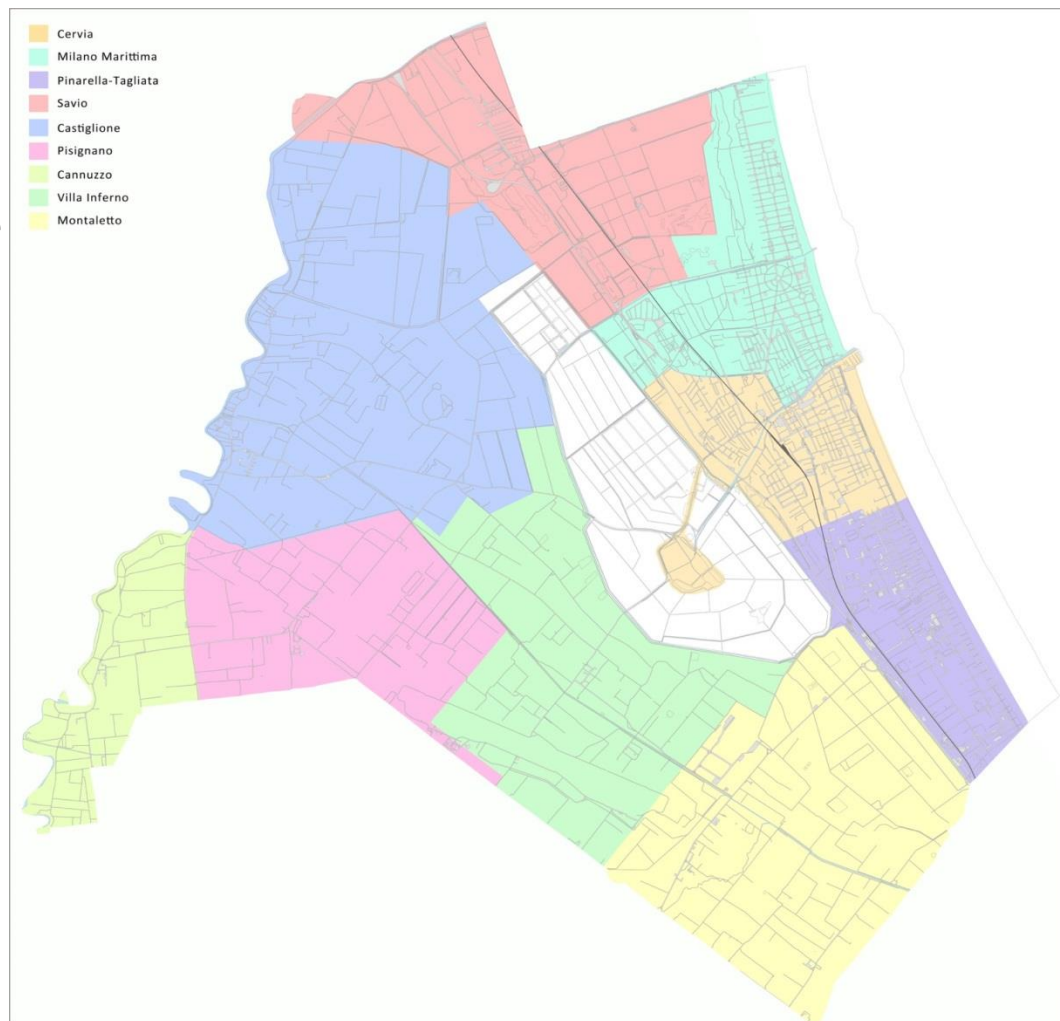 Cervia
Milano Marittima
Pinarella-Tagliata
Savio
Castiglione
Pisignano
Cannuzzo
Villa Inferno
Montaletto